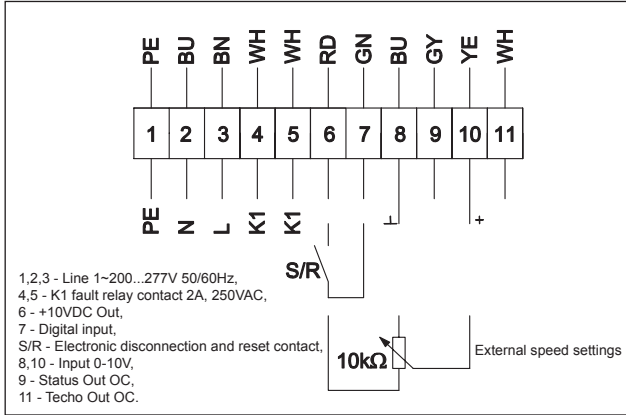 PE BU BN WH WH RD GN BU GY YE WH
1 2 3 4 5 6 7 8 9 10 11
PE N L K1 K1 ⊢ +
S/R
1,2,3 - Line 1~200...277V 50/60Hz,
4,5 - K1 fault relay contact 2A, 250VAC,
6 - +10VDC Out,
7 - Digital input,
S/R - Electronic disconnection and reset contact,
8,10 - Input 0-10V,
9 - Status Out OC,
11 - Techo Out OC.
10kΩ
External speed settings